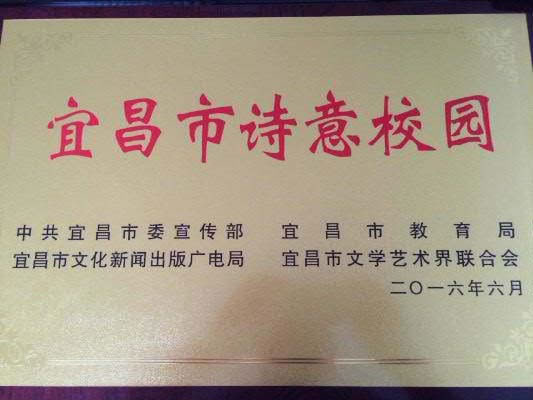 宜昌市诗意校园
中共宜昌市委宣传部 宜昌市教育局
宜昌市文化新闻出版广电局 宜昌市文学艺术界联合会
二〇一六年六月